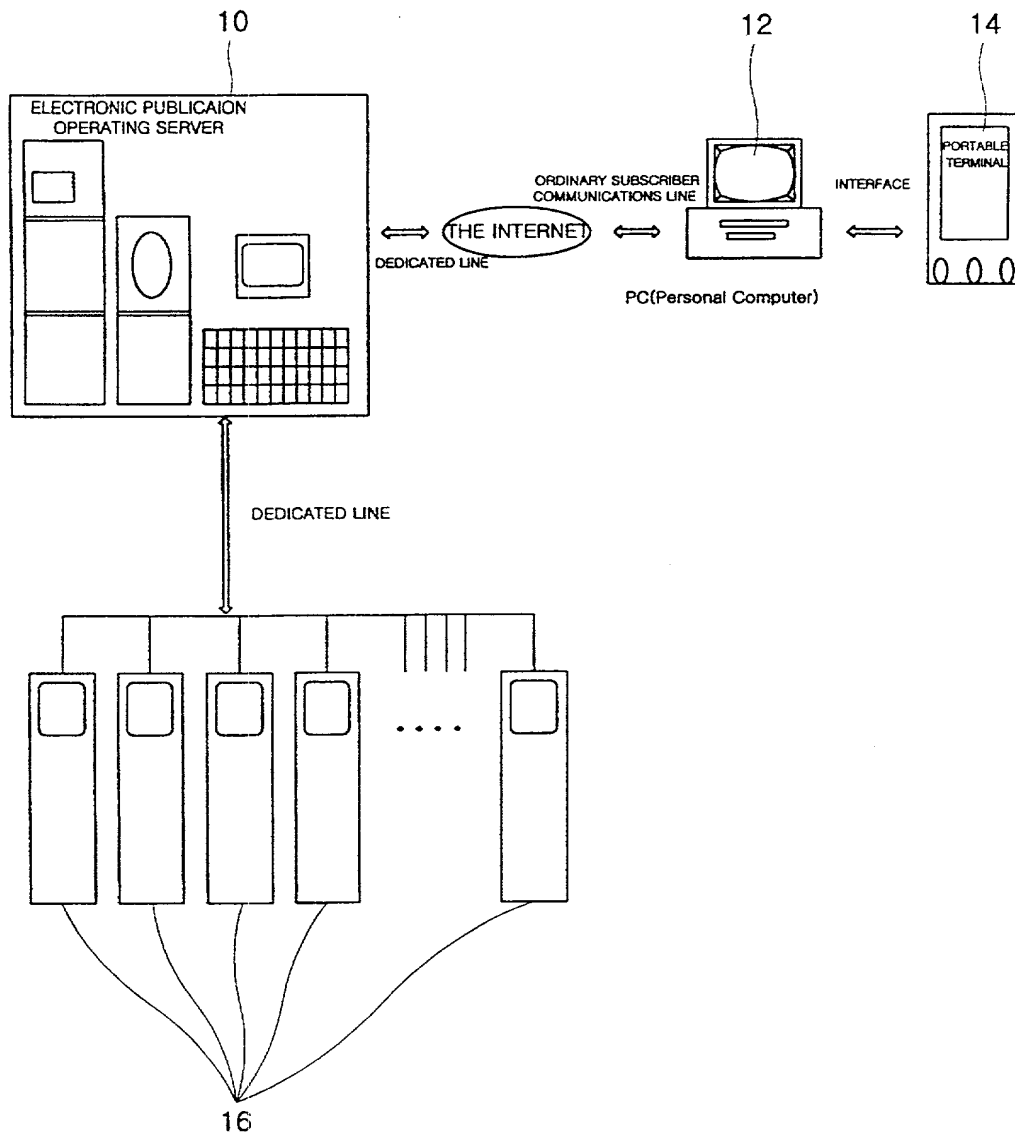 10
12
14
ELECTRONIC PUBLICAION
OPERATING SERVER
PORTABLE
TERMINAL
ORDINARY SUBSCRIBER
COMMUNICATIONS LINE
INTERFACE
THE INTERNET
DEDICATED LINE
PC(Personal Computer)
DEDICATED LINE
16